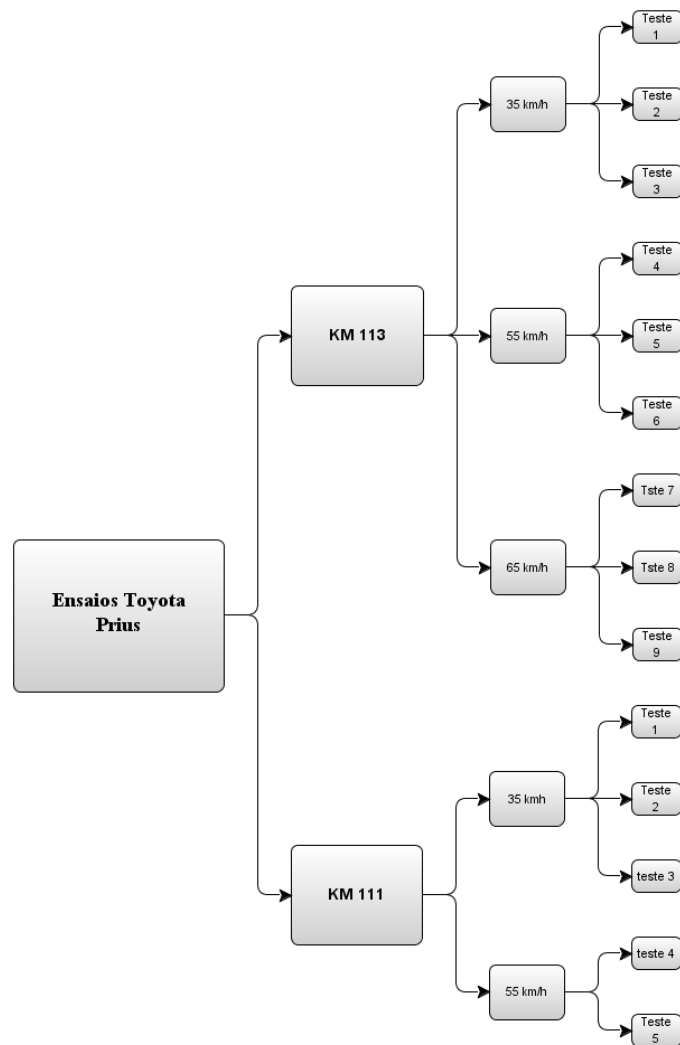 Teste
1
35 km/h
Teste
2
Teste
3
Teste
4
KM 113
55 km/h
Teste
5
Teste
6
Tste 7
Ensaios Toyota
Prius
65 km/h
Tste 8
Teste
9
Teste
1
35 kmh
Teste
2
teste 3
KM 111
teste 4
55 km/h
Teste
5